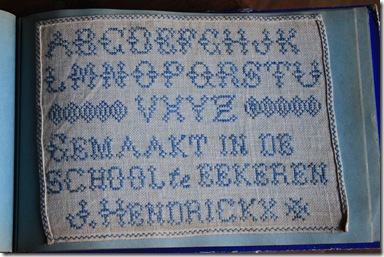 ABCDEFGHIJK
LMNOPQRSTU
VXYZ
GEMAAKT IN DE
SCHOOL te EEKEREN
J. HENDRICKX